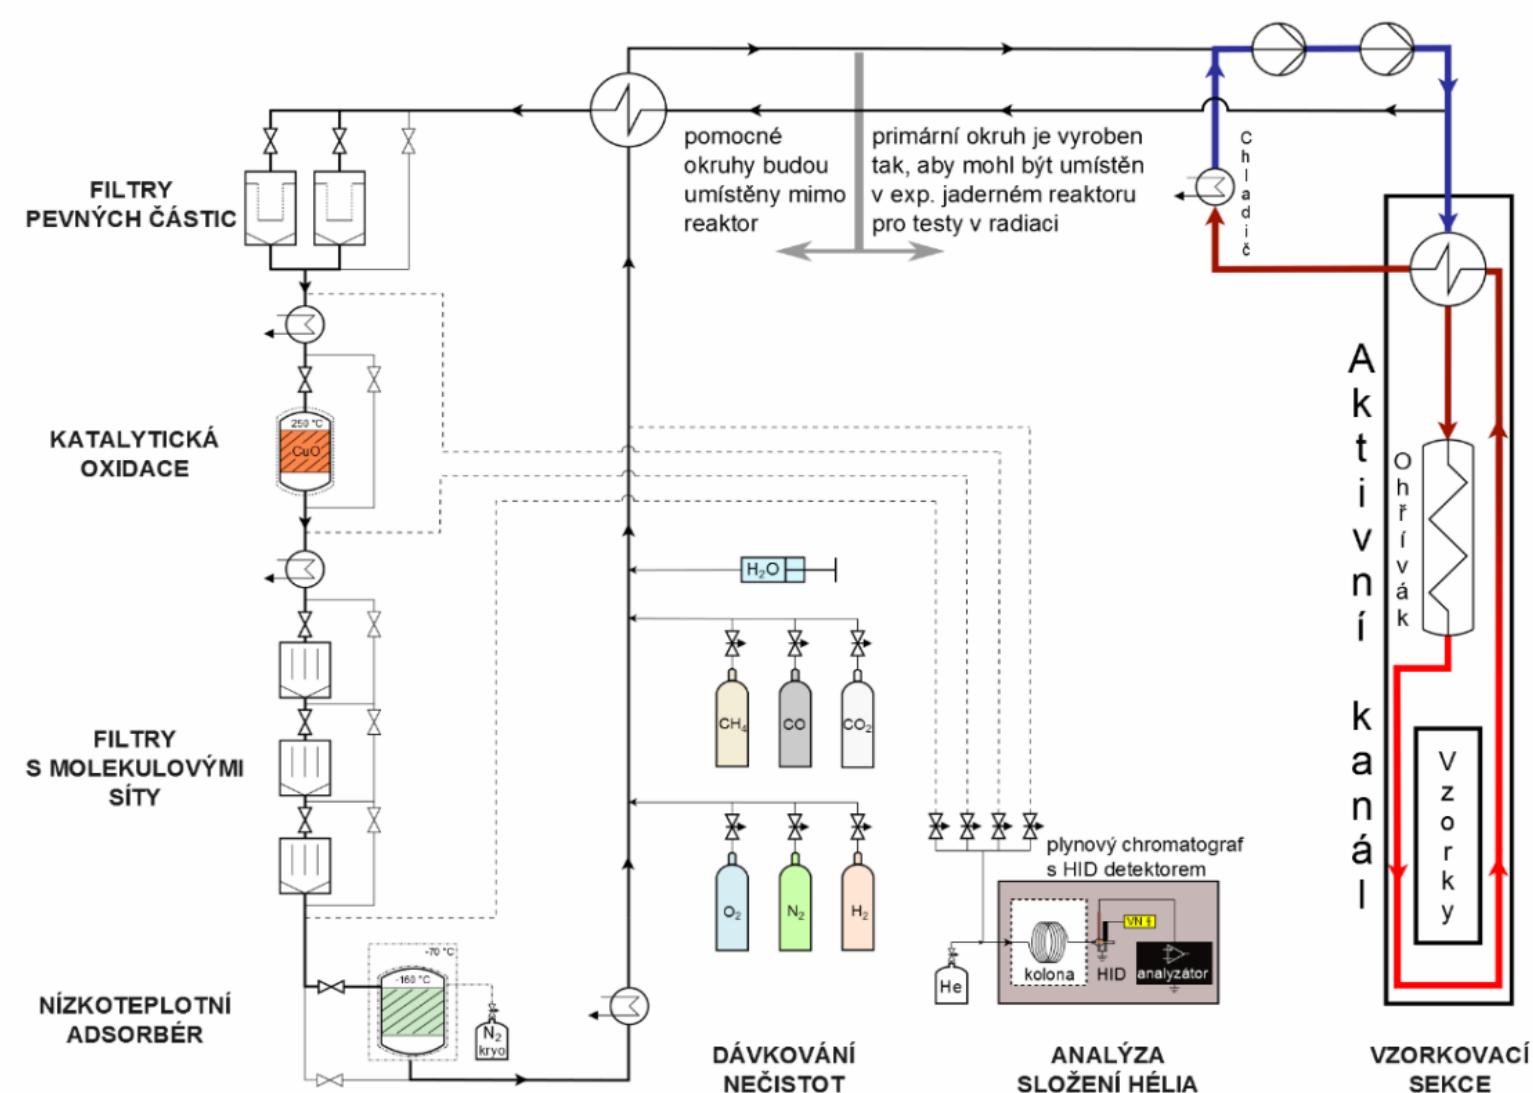 pomocné
okruhy budou
umístěny mimo
reaktor
primární okruh je vyroben
tak, aby mohl být umístěn
v exp. jaderném reaktoru
pro testy v radiaci
Chladič
FILTRY
PEVNÝCH ČÁSTIC
KATALYTICKÁ
OXIDACE
250 °C
CuO
Aktivní kanál
Ohřívák
Vzorky
H₂O
CH₄
CO
CO₂
FILTRY
S MOLEKULOVÝMI
SÍTY
O₂
N₂
H₂
plynový chromatograf
s HID detektorem
VN
kolona
HID
analyzátor
He
-70 °C
-160 °C
N₂
kryo
NÍZKOTEPLOTNÍ
ADSORBÉR
DÁVKOVÁNÍ
NEČISTOT
ANALÝZA
SLOŽENÍ HÉLIA
VZORKOVACÍ
SEKCE